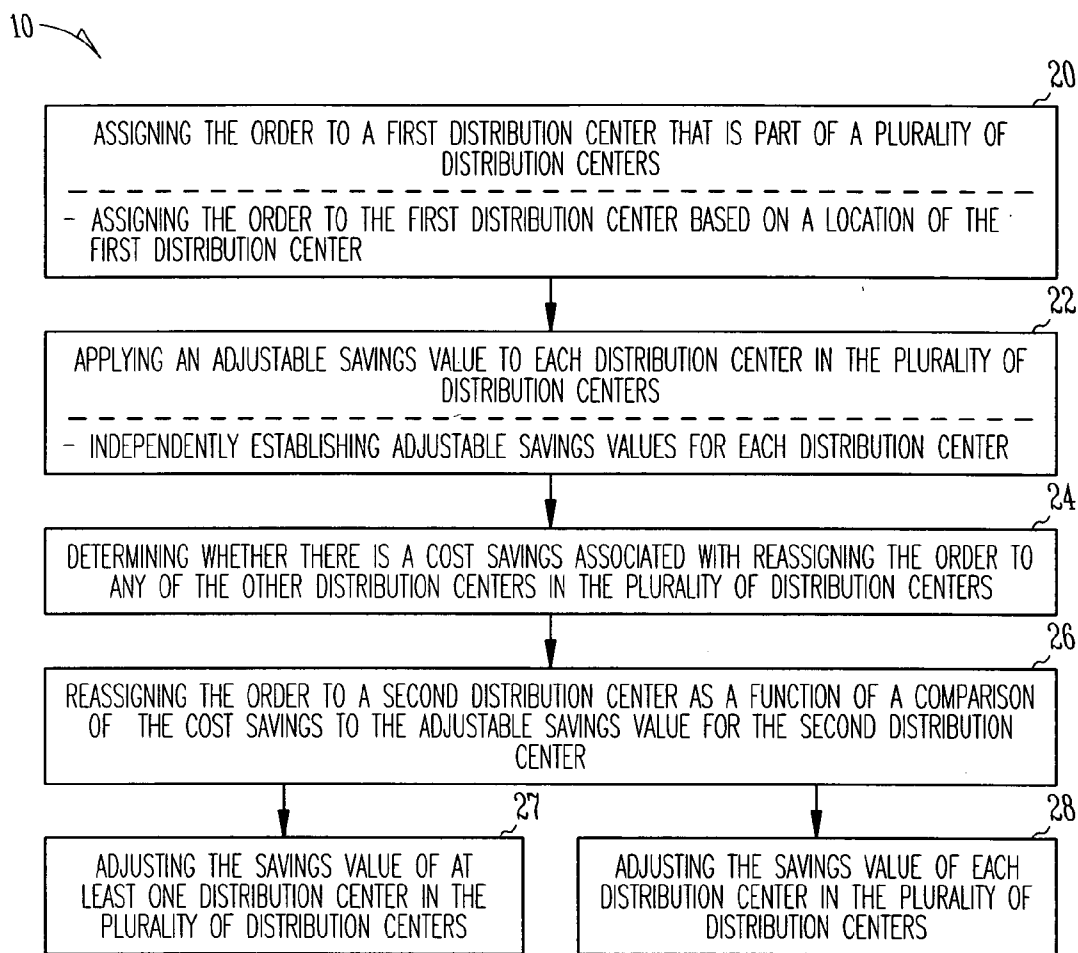 10
20
ASSIGNING THE ORDER TO A FIRST DISTRIBUTION CENTER THAT IS PART OF A PLURALITY OF
DISTRIBUTION CENTERS
- ASSIGNING THE ORDER TO THE FIRST DISTRIBUTION CENTER BASED ON A LOCATION OF THE
FIRST DISTRIBUTION CENTER
22
APPLYING AN ADJUSTABLE SAVINGS VALUE TO EACH DISTRIBUTION CENTER IN THE PLURALITY OF
DISTRIBUTION CENTERS
- INDEPENDENTLY ESTABLISHING ADJUSTABLE SAVINGS VALUES FOR EACH DISTRIBUTION CENTER
24
DETERMINING WHETHER THERE IS A COST SAVINGS ASSOCIATED WITH REASSIGNING THE ORDER TO
ANY OF THE OTHER DISTRIBUTION CENTERS IN THE PLURALITY OF DISTRIBUTION CENTERS
26
REASSIGNING THE ORDER TO A SECOND DISTRIBUTION CENTER AS A FUNCTION OF A COMPARISON
OF THE COST SAVINGS TO THE ADJUSTABLE SAVINGS VALUE FOR THE SECOND DISTRIBUTION
CENTER
27
ADJUSTING THE SAVINGS VALUE OF AT
LEAST ONE DISTRIBUTION CENTER IN THE
PLURALITY OF DISTRIBUTION CENTERS
28
ADJUSTING THE SAVINGS VALUE OF EACH
DISTRIBUTION CENTER IN THE PLURALITY OF
DISTRIBUTION CENTERS